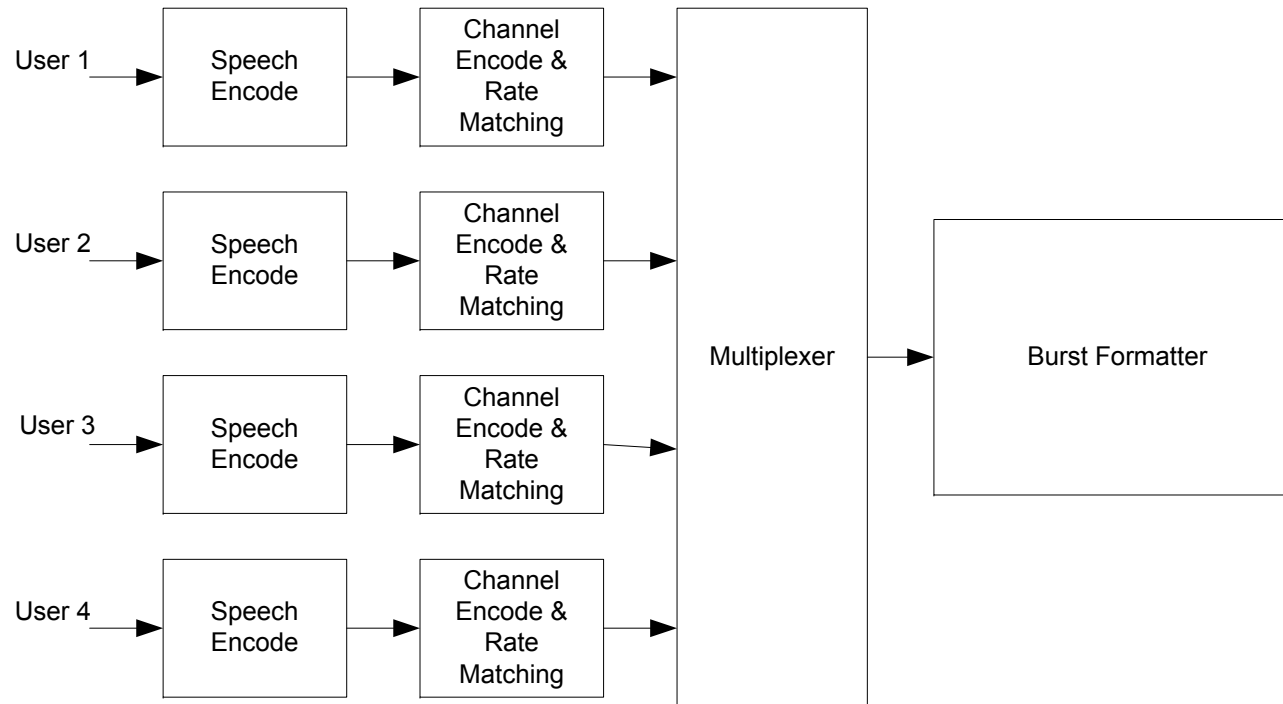 User 1
Speech
Encode
Channel
Encode &
Rate
Matching
User 2
Speech
Encode
Channel
Encode &
Rate
Matching
User 3
Speech
Encode
Channel
Encode &
Rate
Matching
User 4
Speech
Encode
Channel
Encode &
Rate
Matching
Multiplexer
Burst Formatter